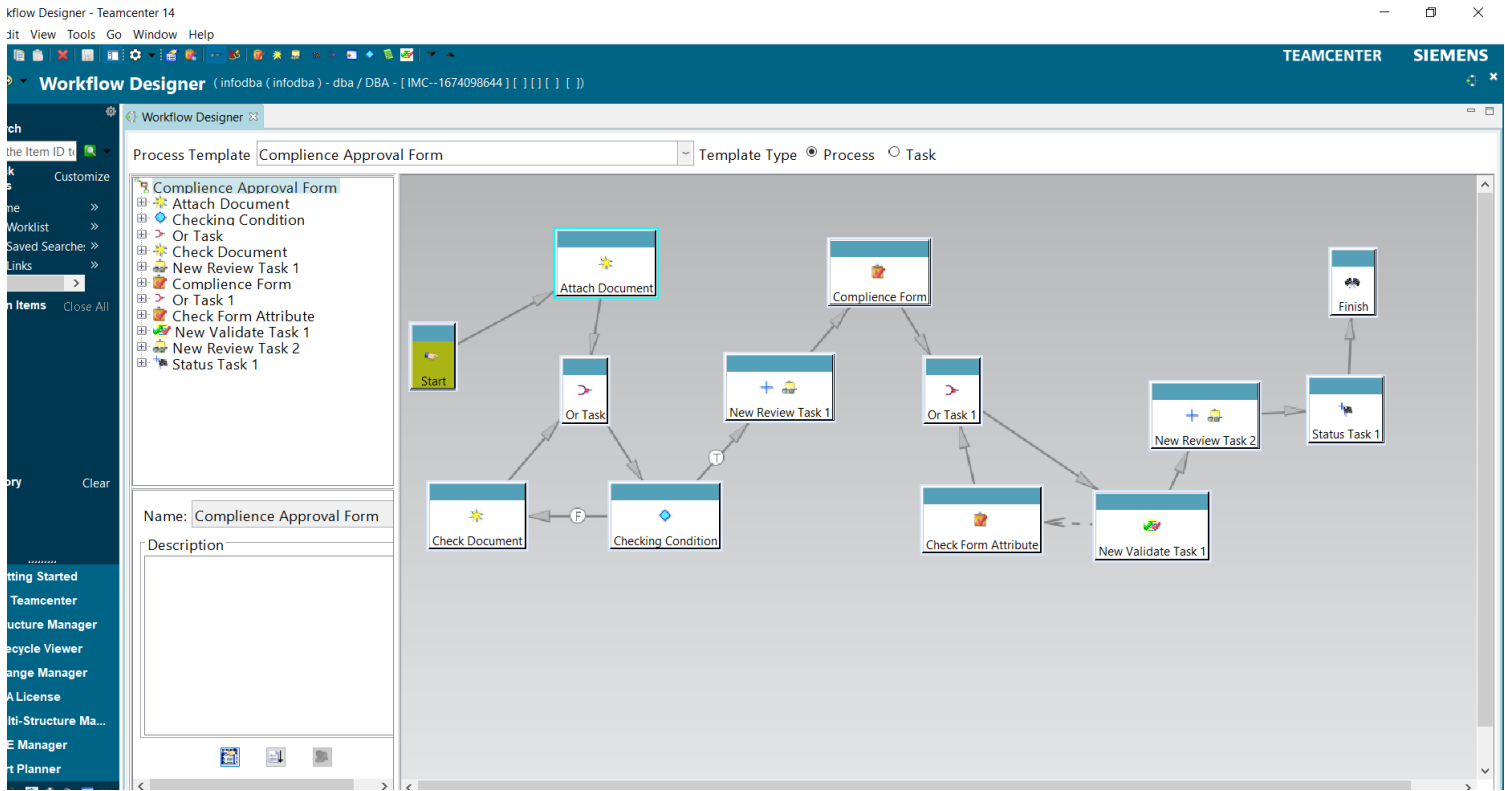 kflow Designer - Teamcenter 14
dit View Tools Go Window Help
TEAMCENTER SIEMENS
Workflow Designer ( infodba ( infodba ) - dba / DBA - [ IMC--1674098644 ] [ ] [ ] [ ] [ ])
rch
the Item ID to
k
s
Customize
me
Worklist
Saved Searche:
Links
n Items Close All
ory Clear
tting Started
Teamcenter
ucture Manager
ecycle Viewer
ange Manager
A License
lti-Structure Ma...
E Manager
rt Planner
Workflow Designer
Process Template Complience Approval Form Template Type Process Task
Complience Approval Form
Attach Document
Checking Condition
Or Task
Check Document
New Review Task 1
Complience Form
Or Task 1
Check Form Attribute
New Validate Task 1
New Review Task 2
Status Task 1
Name: Complience Approval Form
Description
Start
Attach Document
Or Task
Check Document
F
Checking Condition
T
New Review Task 1
Complience Form
Or Task 1
Check Form Attribute
New Validate Task 1
New Review Task 2
Status Task 1
Finish